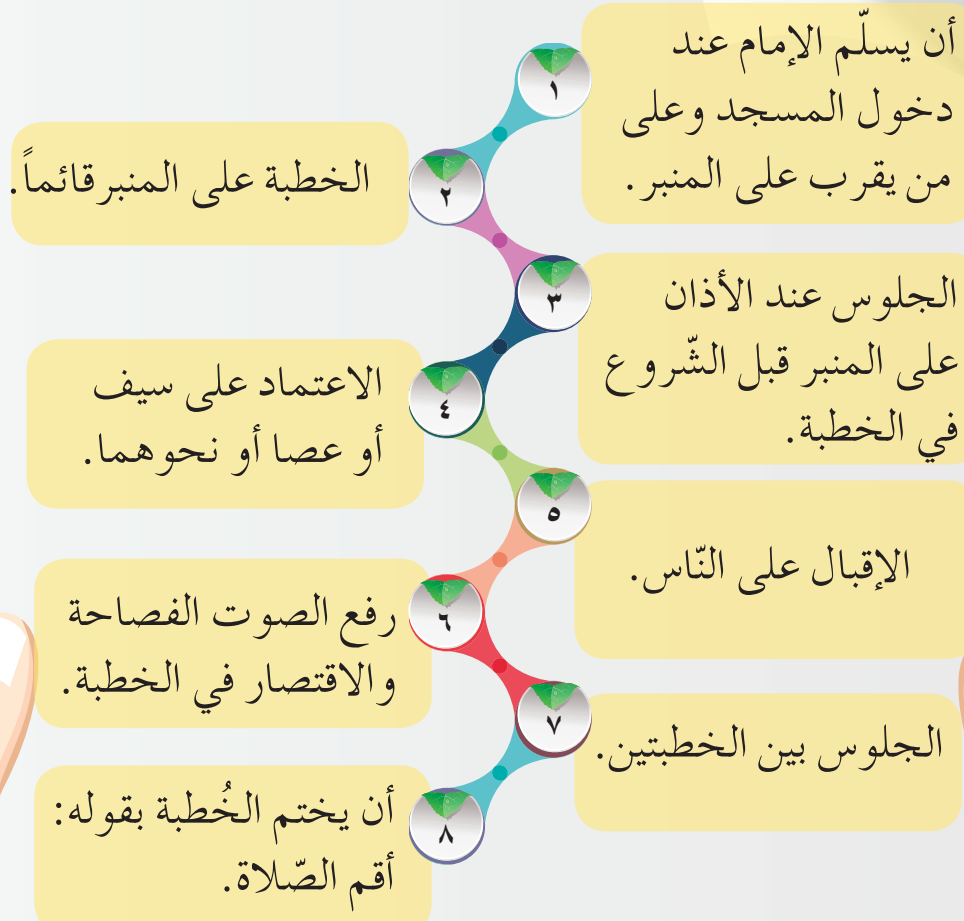 ١
أن يسلّم الإمام عند
دخول المسجد وعلى
من يقرب على المنبر.
٢
الخطبة على المنبر قائماً.
٣
الجلوس عند الأذان
على المنبر قبل الشّروع
في الخطبة.
٤
الاعتماد على سيف
أو عصا أو نحوهما.
٥
الإقبال على النّاس.
٦
رفع الصوت الفصاحة
والاقتصار في الخطبة.
٧
الجلوس بين الخطبتين.
٨
أن يختم الخُطبة بقوله:
أقم الصّلاة.